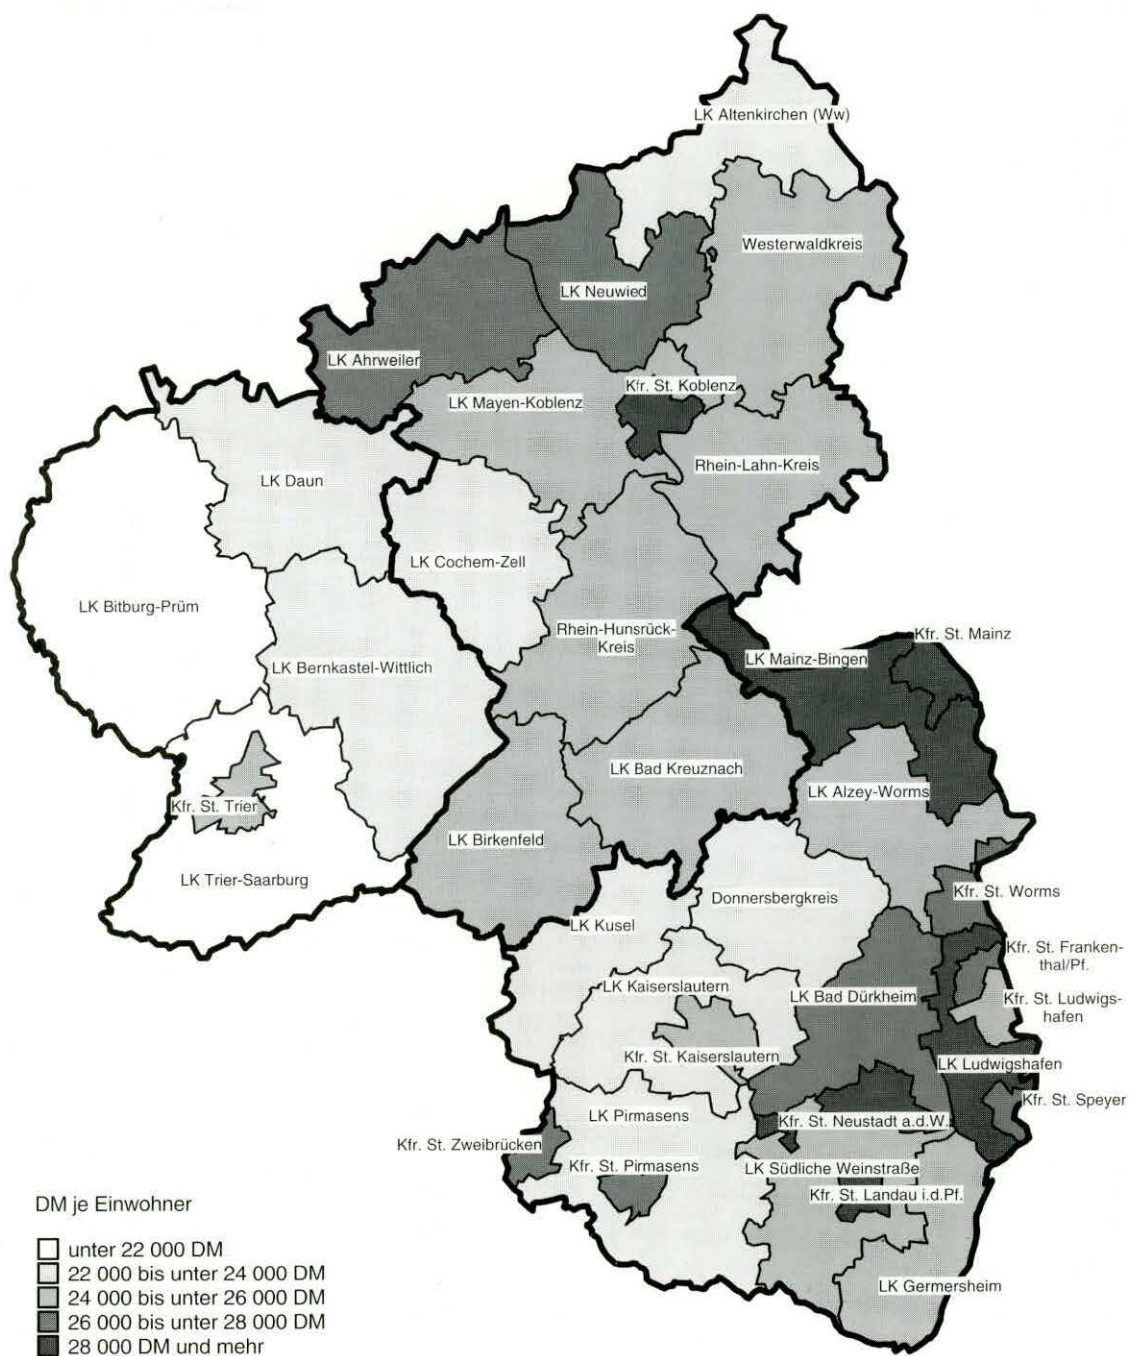 LK Altenkirchen (Ww)
Westerwaldkreis
LK Neuwied
LK Ahrweiler
Kfr. St. Koblenz
LK Mayen-Koblenz
Rhein-Lahn-Kreis
LK Daun
LK Cochem-Zell
LK Bitburg-Prüm
Rhein-Hunsrück-
Kreis
Kfr. St. Mainz
LK Mainz-Bingen
LK Bernkastel-Wittlich
LK Bad Kreuznach
LK Alzey-Worms
Kfr. St. Trier
LK Birkenfeld
LK Trier-Saarburg
Donnersbergkreis
Kfr. St. Worms
LK Kusel
Kfr. St. Franken-
thal/Pf.
LK Kaiserslautern
LK Bad Dürkheim
Kfr. St. Ludwigs-
hafen
Kfr. St. Kaiserslautern
LK Ludwigshafen
Kfr. St. Speyer
LK Pirmasens
Kfr. St. Neustadt a.d.W.
Kfr. St. Zweibrücken
Kfr. St. Pirmasens
LK Südliche Weinstraße
Kfr. St. Landau i.d.Pf.
LK Germersheim
DM je Einwohner
unter 22 000 DM
22 000 bis unter 24 000 DM
24 000 bis unter 26 000 DM
26 000 bis unter 28 000 DM
28 000 DM und mehr